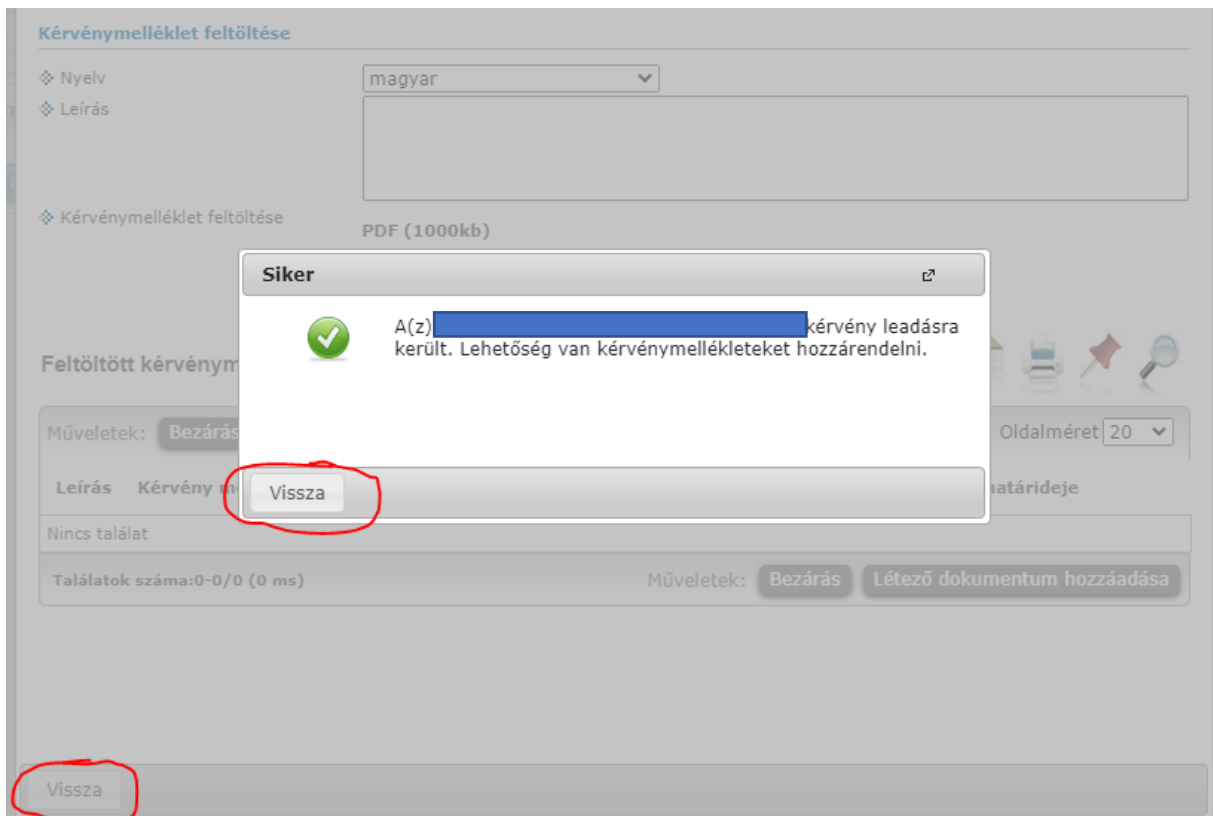 Kérvénymelléklet feltöltése
Nyelv
magyar
Leírás
Kérvénymelléklet feltöltése
PDF (1000kb)
Siker
A(z) kérvény leadásra
került. Lehetőség van kérvénymellékleteket hozzárendelni.
Feltöltött kérvénym
Műveletek: Bezárás
Oldalméret 20
Leírás Kérvény határideje
Vissza
Nincs találat
Találatok száma:0-0/0 (0 ms)
Műveletek: Bezárás Létező dokumentum hozzáadása
Vissza